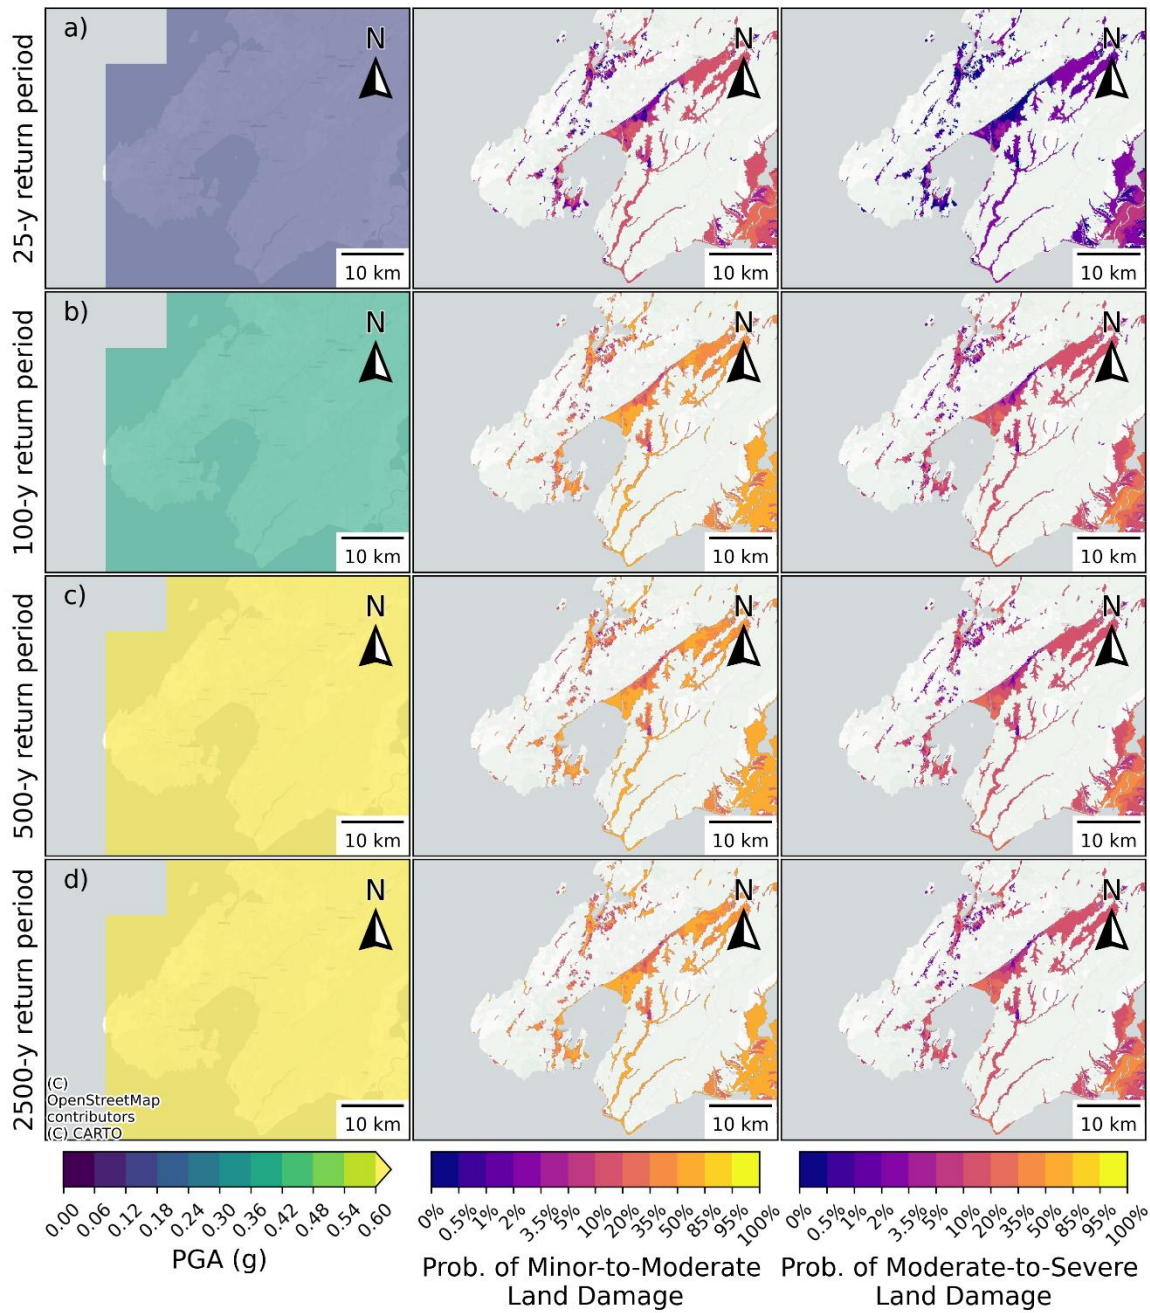 25-y return period
a)
N
10 km
N
10 km
N
10 km
100-y return period
b)
N
10 km
N
10 km
N
10 km
500-y return period
c)
N
10 km
N
10 km
N
10 km
2500-y return period
d)
N
(C)
OpenStreetMap
contributors
(C) CARTO
10 km
N
10 km
N
10 km
0.00 0.06 0.12 0.18 0.24 0.30 0.36 0.42 0.48 0.54 0.60
PGA (g)
0% 0.5% 1% 2% 3.5% 5% 10% 20% 35% 50% 85% 95% 100%
Prob. of Minor-to-Moderate
Land Damage
0% 0.5% 1% 2% 3.5% 5% 10% 20% 35% 50% 85% 95% 100%
Prob. of Moderate-to-Severe
Land Damage